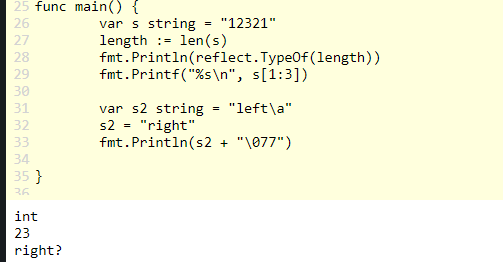 25 func main() {
26 var s string = "12321"
27 length := len(s)
28 fmt.Println(reflect.TypeOf(length))
29 fmt.Printf("%s\n", s[1:3])
30
31 var s2 string = "left\a"
32 s2 = "right"
33 fmt.Println(s2 + "\077")
34
35 }
36
int
23
right?